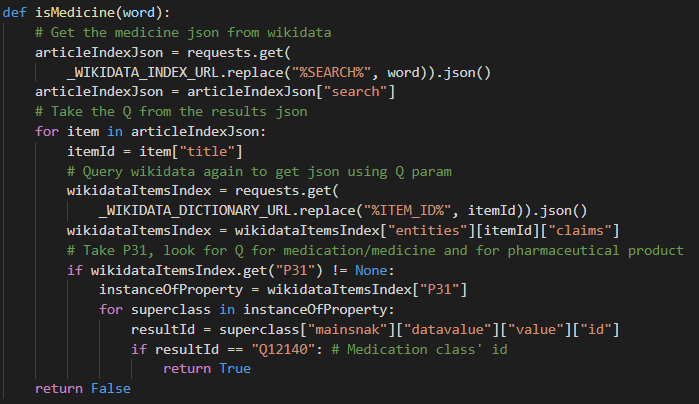 def isMedicine(word):
    # Get the medicine json from wikidata
    articleIndexJson = requests.get(
        _WIKIDATA_INDEX_URL.replace("%SEARCH%", word)).json()
    articleIndexJson = articleIndexJson["search"]
    # Take the Q from the results json
    for item in articleIndexJson:
        itemId = item["title"]
        # Query wikidata again to get json using Q param
        wikidataItemsIndex = requests.get(
            _WIKIDATA_DICTIONARY_URL.replace("%ITEM_ID%", itemId)).json()
        wikidataItemsIndex = wikidataItemsIndex["entities"][itemId]["claims"]
        # Take P31, look for Q for medication/medicine and for pharmaceutical product
        if wikidataItemsIndex.get("P31") != None:
            instanceOfProperty = wikidataItemsIndex["P31"]
            for superclass in instanceOfProperty:
                resultId = superclass["mainsnak"]["datavalue"]["value"]["id"]
                if resultId == "Q12140": # Medication class' id
                    return True
    return False